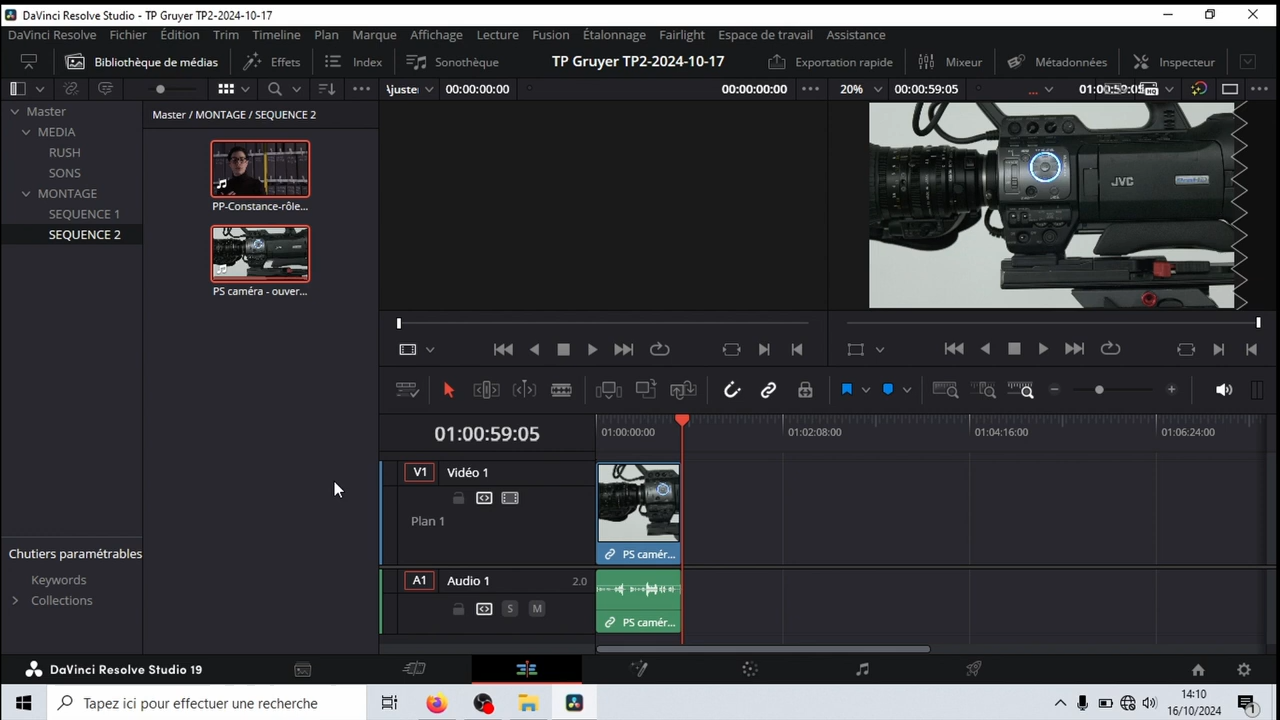 DaVinci Resolve Studio - TP Gruyer TP2-2024-10-17
DaVinci Resolve Fichier Édition Trim Timeline Plan Marque Affichage Lecture Fusion Étalonnage Fairlight Espace de travail Assistance
Bibliothèque de médias Effets Index Sonothèque TP Gruyer TP2-2024-10-17 Exportation rapide Mixeur Métadonnées Inspecteur
00:00:00:00 00:00:00:00 20% 00:00:59:05
Master Master / MONTAGE / SEQUENCE 2
MEDIA
RUSH
SONS
MONTAGE
SEQUENCE 1
SEQUENCE 2
PP-Constance-rôle...
PS caméra - ouver...
JVC
01:00:59:05 01:00:00:00 01:02:08:00 01:04:16:00 01:06:24:00
V1 Vidéo 1
Plan 1
PS camér...
A1 Audio 1 2.0
S M
PS camér...
Chutiers paramétrables
Keywords
Collections
DaVinci Resolve Studio 19
Tapez ici pour effectuer une recherche
14:10
16/10/2024
1